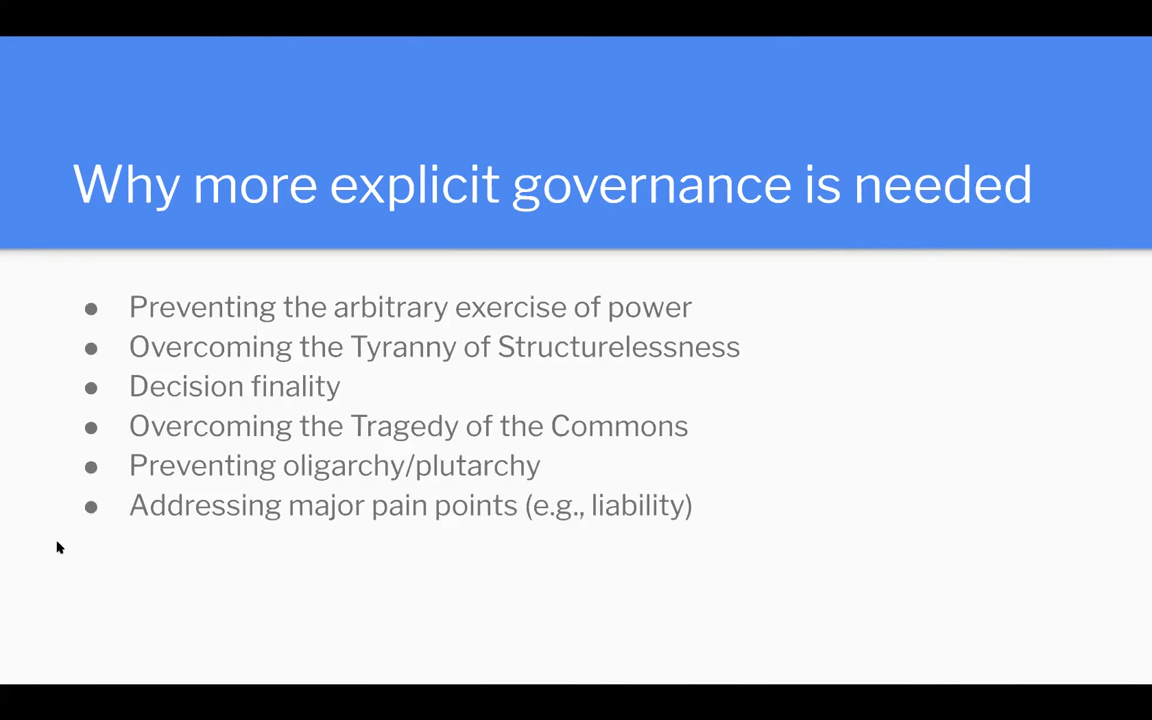 Why more explicit governance is needed
● Preventing the arbitrary exercise of power
● Overcoming the Tyranny of Structurelessness
● Decision finality
● Overcoming the Tragedy of the Commons
● Preventing oligarchy/plutarchy
● Addressing major pain points (e.g., liability)